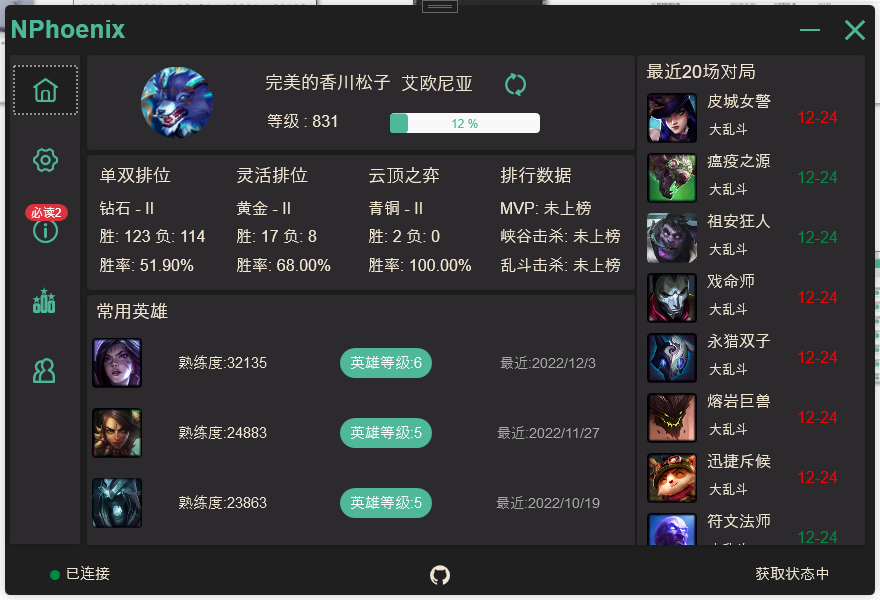 NPhoenix
必读2
完美的香川松子 艾欧尼亚
等级 : 831
12 %
单双排位
钻石 - II
胜: 123 负: 114
胜率: 51.90%
灵活排位
黄金 - II
胜: 17 负: 8
胜率: 68.00%
云顶之弈
青铜 - II
胜: 2 负: 0
胜率: 100.00%
排行数据
MVP: 未上榜
峡谷击杀: 未上榜
乱斗击杀: 未上榜
常用英雄
熟练度:32135 英雄等级:6 最近:2022/12/3
熟练度:24883 英雄等级:5 最近:2022/11/27
熟练度:23863 英雄等级:5 最近:2022/10/19
最近20场对局
皮城女警
大乱斗
12-24
瘟疫之源
大乱斗
12-24
祖安狂人
大乱斗
12-24
戏命师
大乱斗
12-24
永猎双子
大乱斗
12-24
熔岩巨兽
大乱斗
12-24
迅捷斥候
大乱斗
12-24
符文法师
12-24
已连接
获取状态中